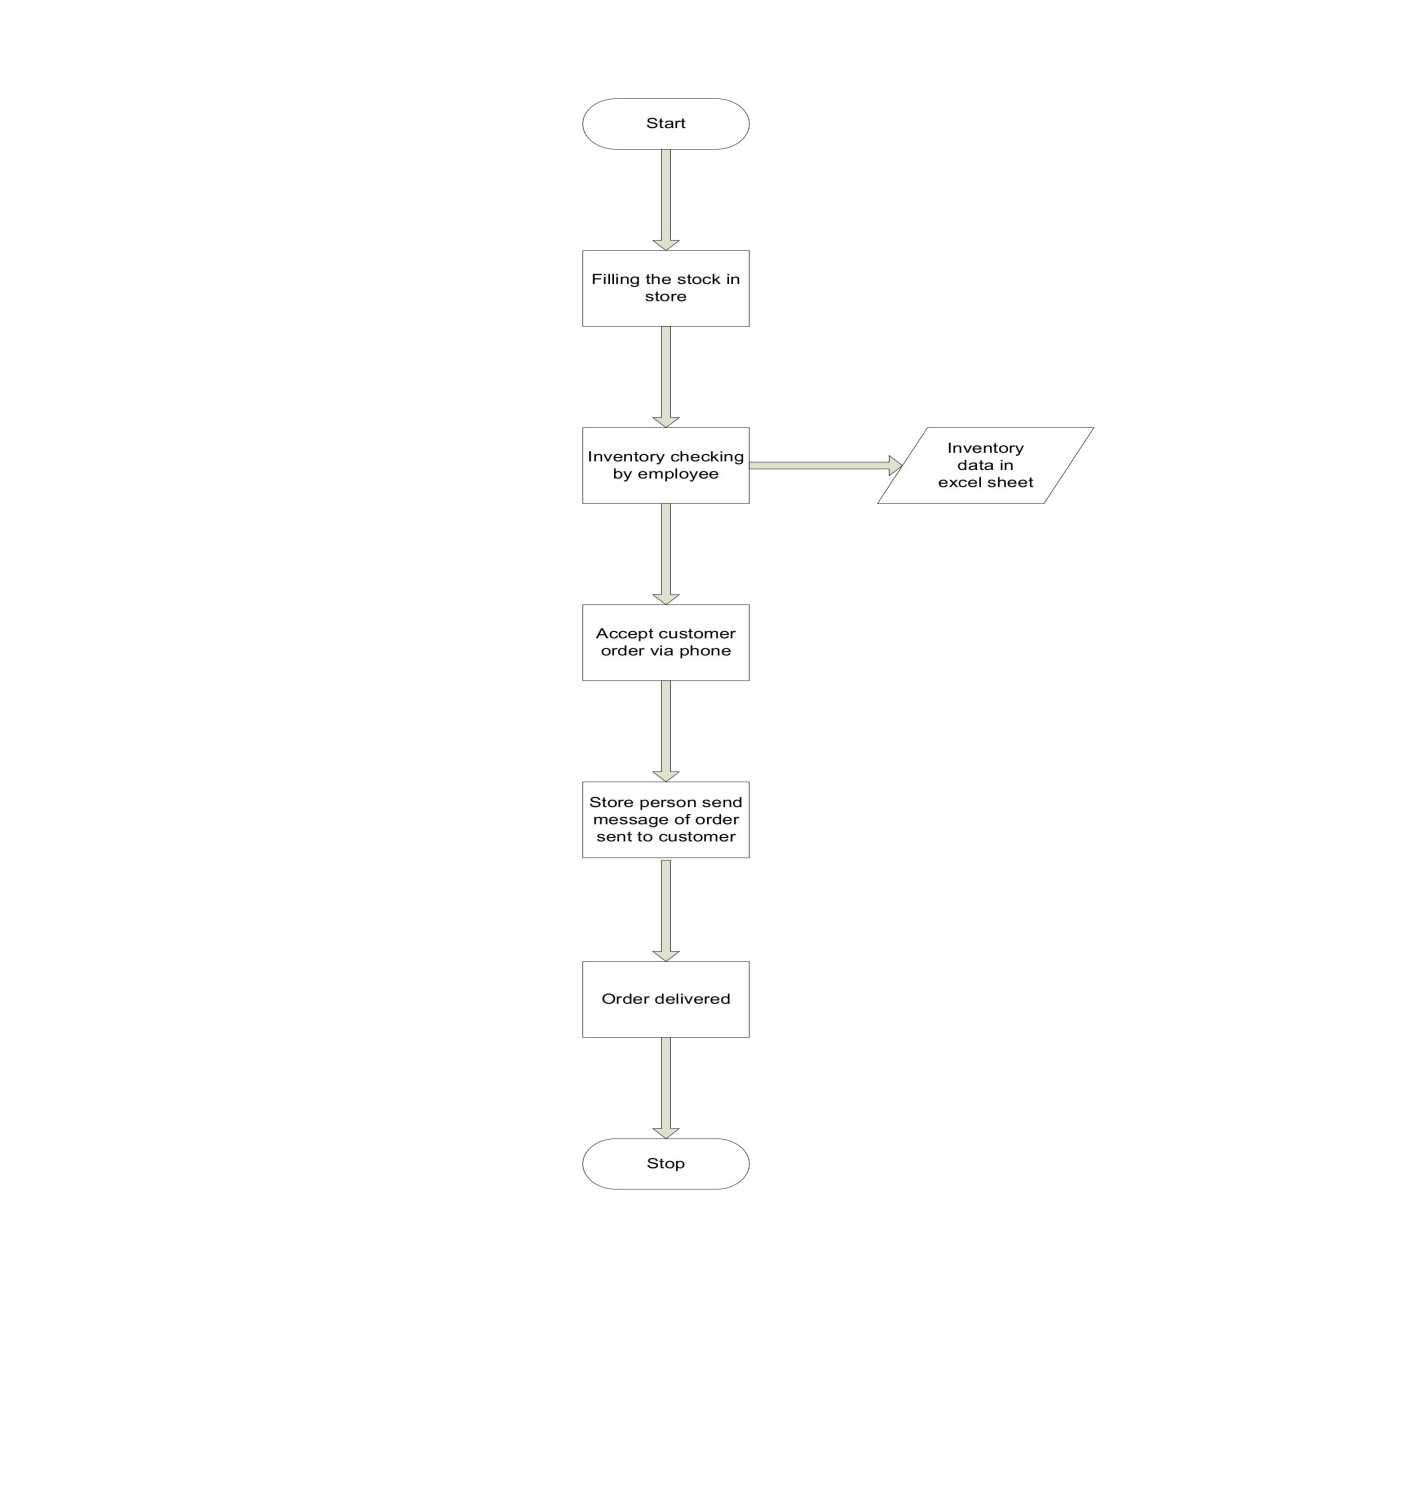 Start
Filling the stock in
store
Inventory checking
by employee
Inventory
data in
excel sheet
Accept customer
order via phone
Store person send
message of order
sent to customer
Order delivered
Stop